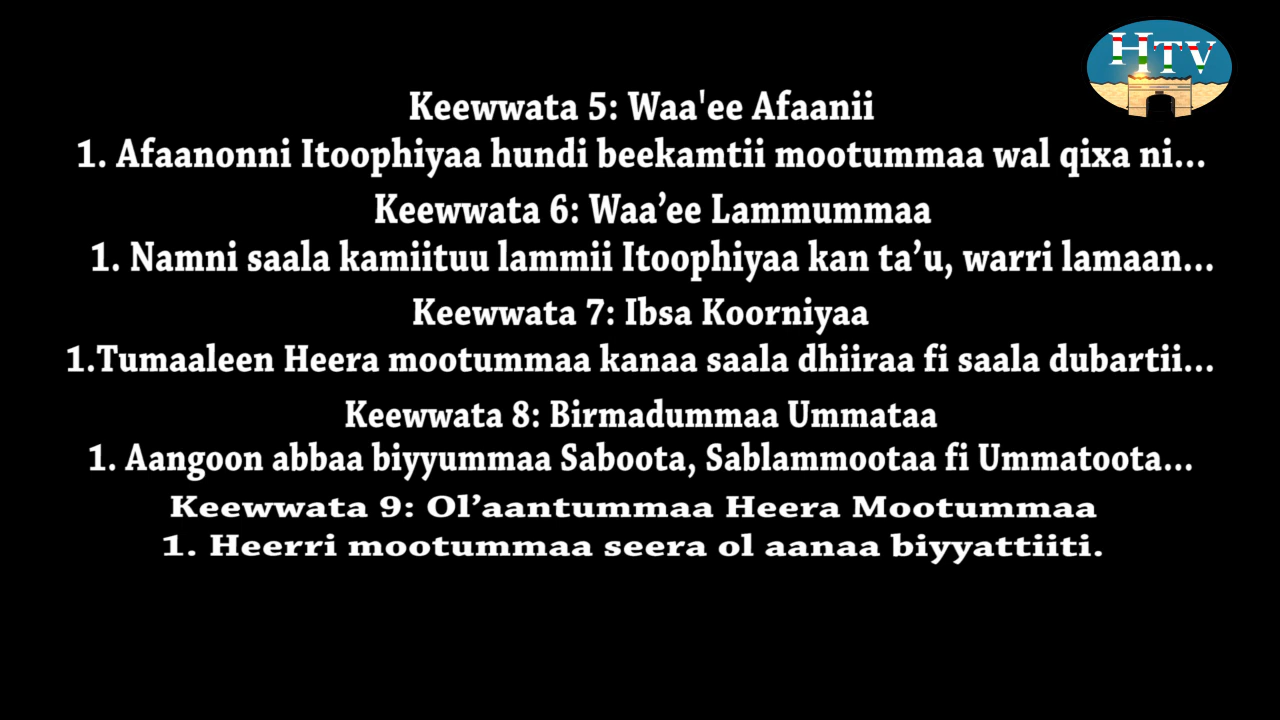 HTV
Keewwata 5: Waa'ee Afaanii
1. Afaanonni Itoophiyaa hundi beekamtii mootummaa wal qixa ni...
Keewwata 6: Waa’ee Lammummaa
1. Namni saala kamiituu lammii Itoophiyaa kan ta’u, warri lamaan...
Keewwata 7: Ibsa Koorniyaa
1.Tumaaleen Heera mootummaa kanaa saala dhiiraa fi saala dubartii...
Keewwata 8: Birmadummaa Ummataa
1. Aangoon abbaa biyyummaa Saboota, Sablammootaa fi Ummatoota...
Keewwata 9: Ol’aantummaa Heera Mootummaa
1. Heerri mootummaa seera ol aanaa biyyattiiti.